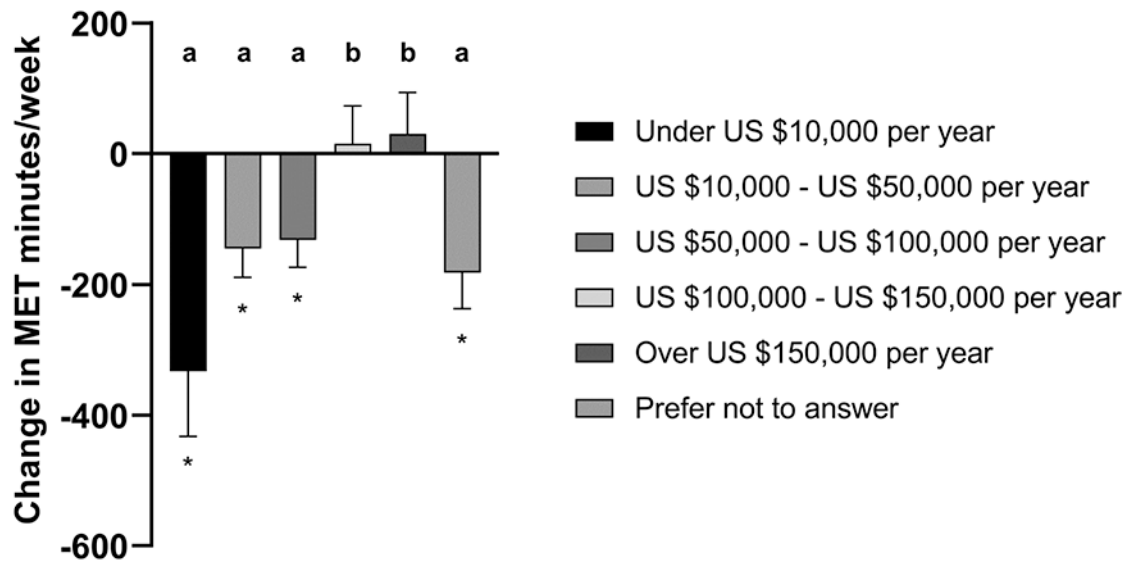 Change in MET minutes/week
200
0
-200
-400
-600
a a a b b a
* * * *
Under US $10,000 per year
US $10,000 - US $50,000 per year
US $50,000 - US $100,000 per year
US $100,000 - US $150,000 per year
Over US $150,000 per year
Prefer not to answer